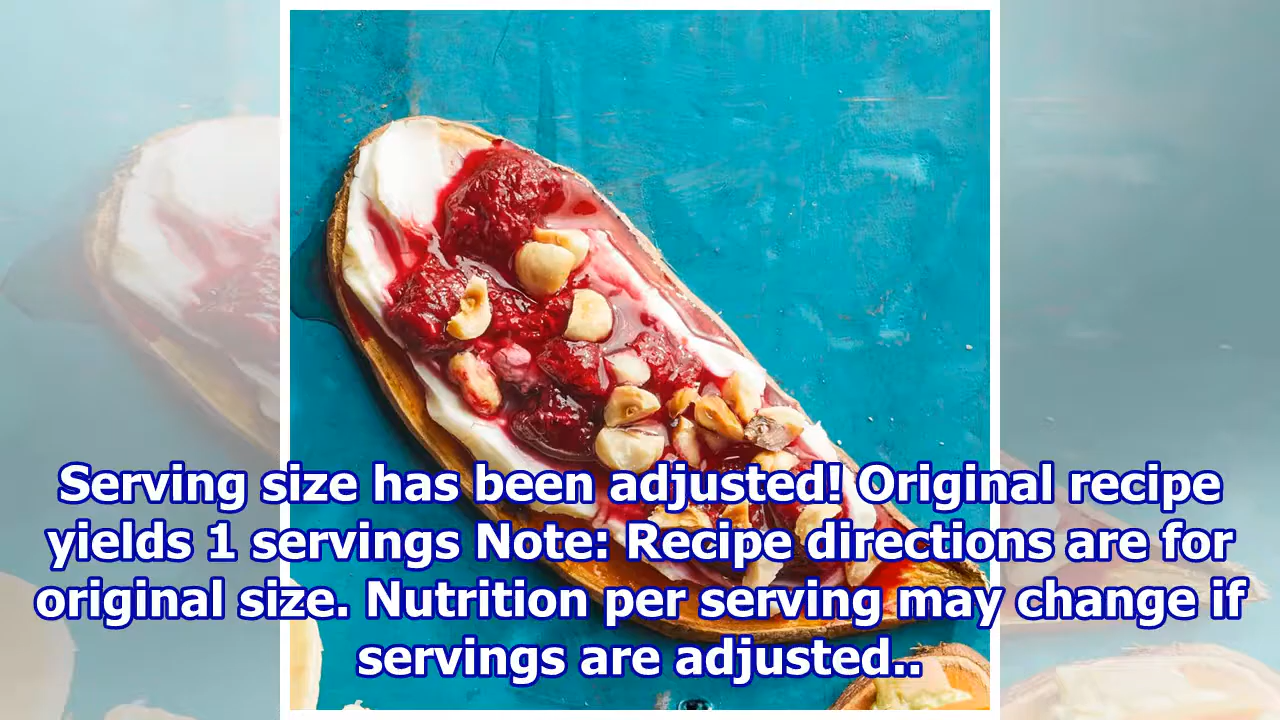 Serving size has been adjusted! Original recipe
yields 1 servings Note: Recipe directions are for
original size. Nutrition per serving may change if
servings are adjusted..